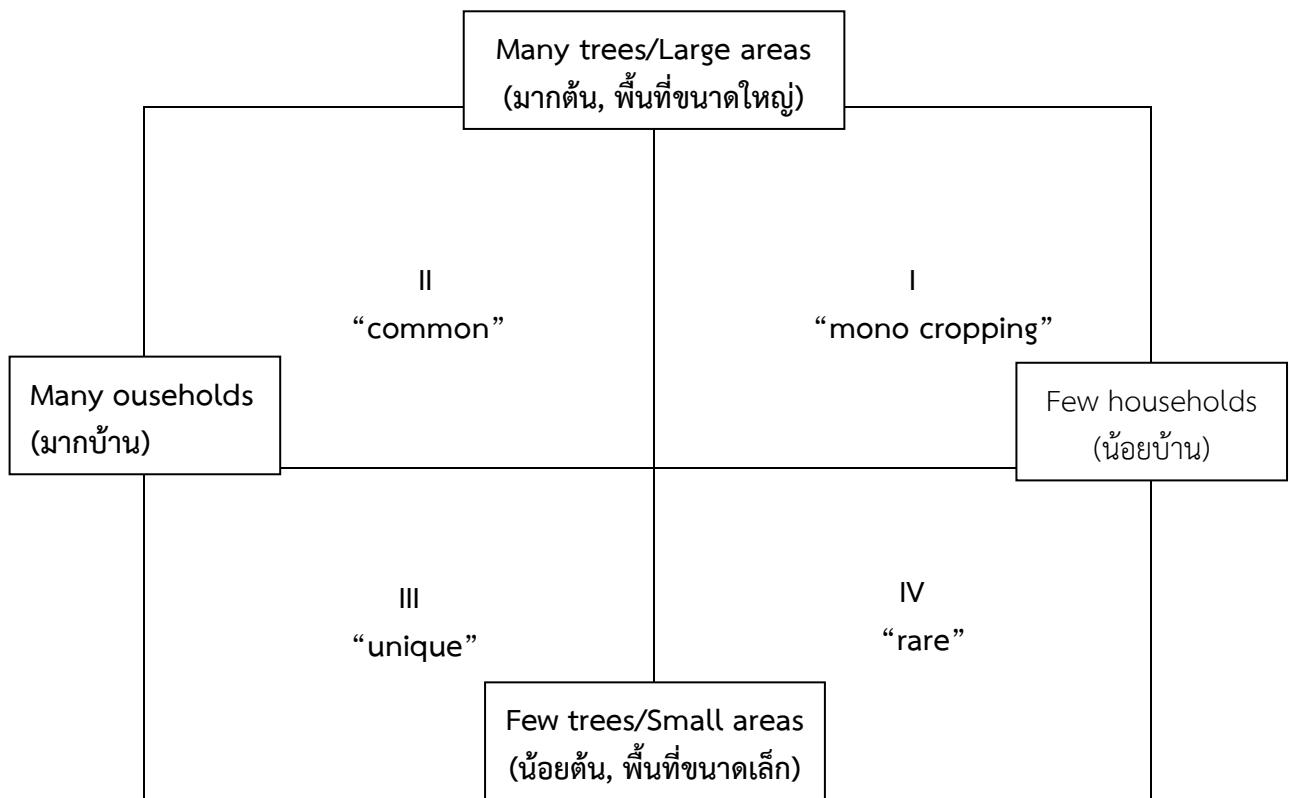 Many trees/Large areas
(มากต้น, พื้นที่ขนาดใหญ่)
II
“common”
I
“mono cropping”
Many ouseholds
(มากบ้าน)
Few households
(น้อยบ้าน)
III
“unique”
IV
“rare”
Few trees/Small areas
(น้อยต้น, พื้นที่ขนาดเล็ก)